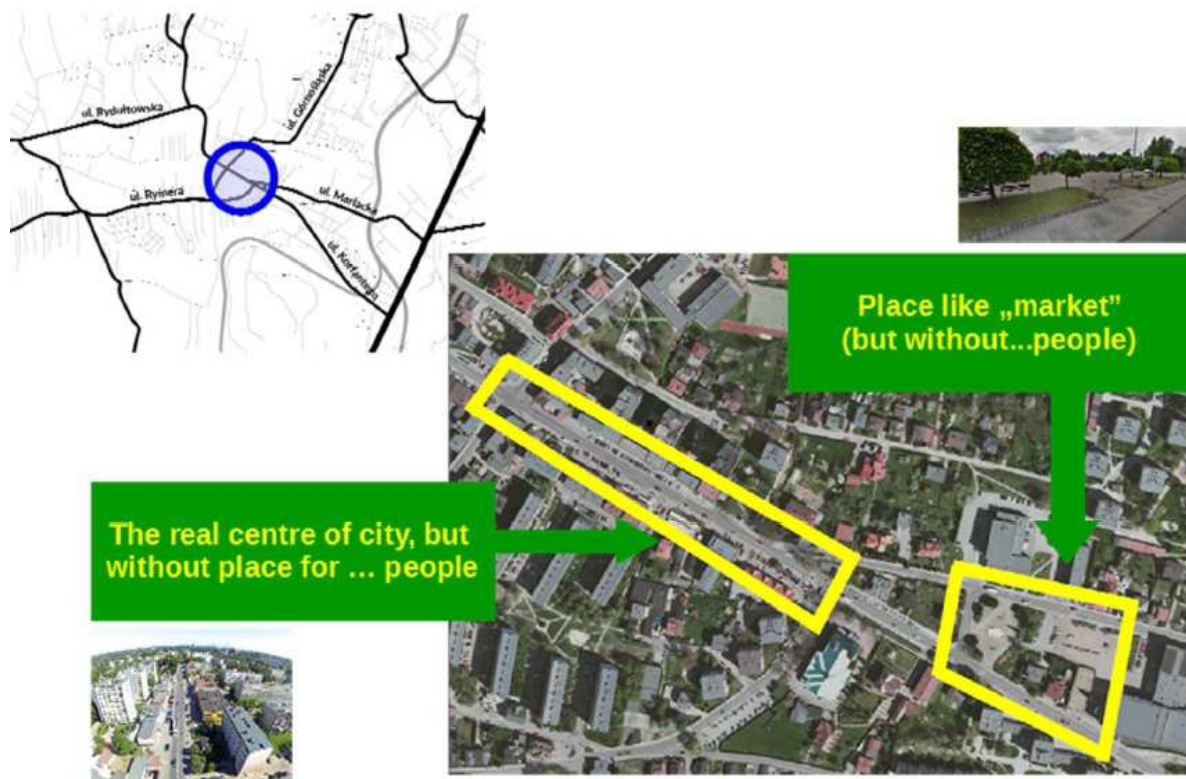 ul. Rydułtowska
ul. Górnośląska
ul. Rymera
ul. Mariacka
ul. Korfantego
Place like „market”
(but without...people)
The real centre of city, but
without place for ... people